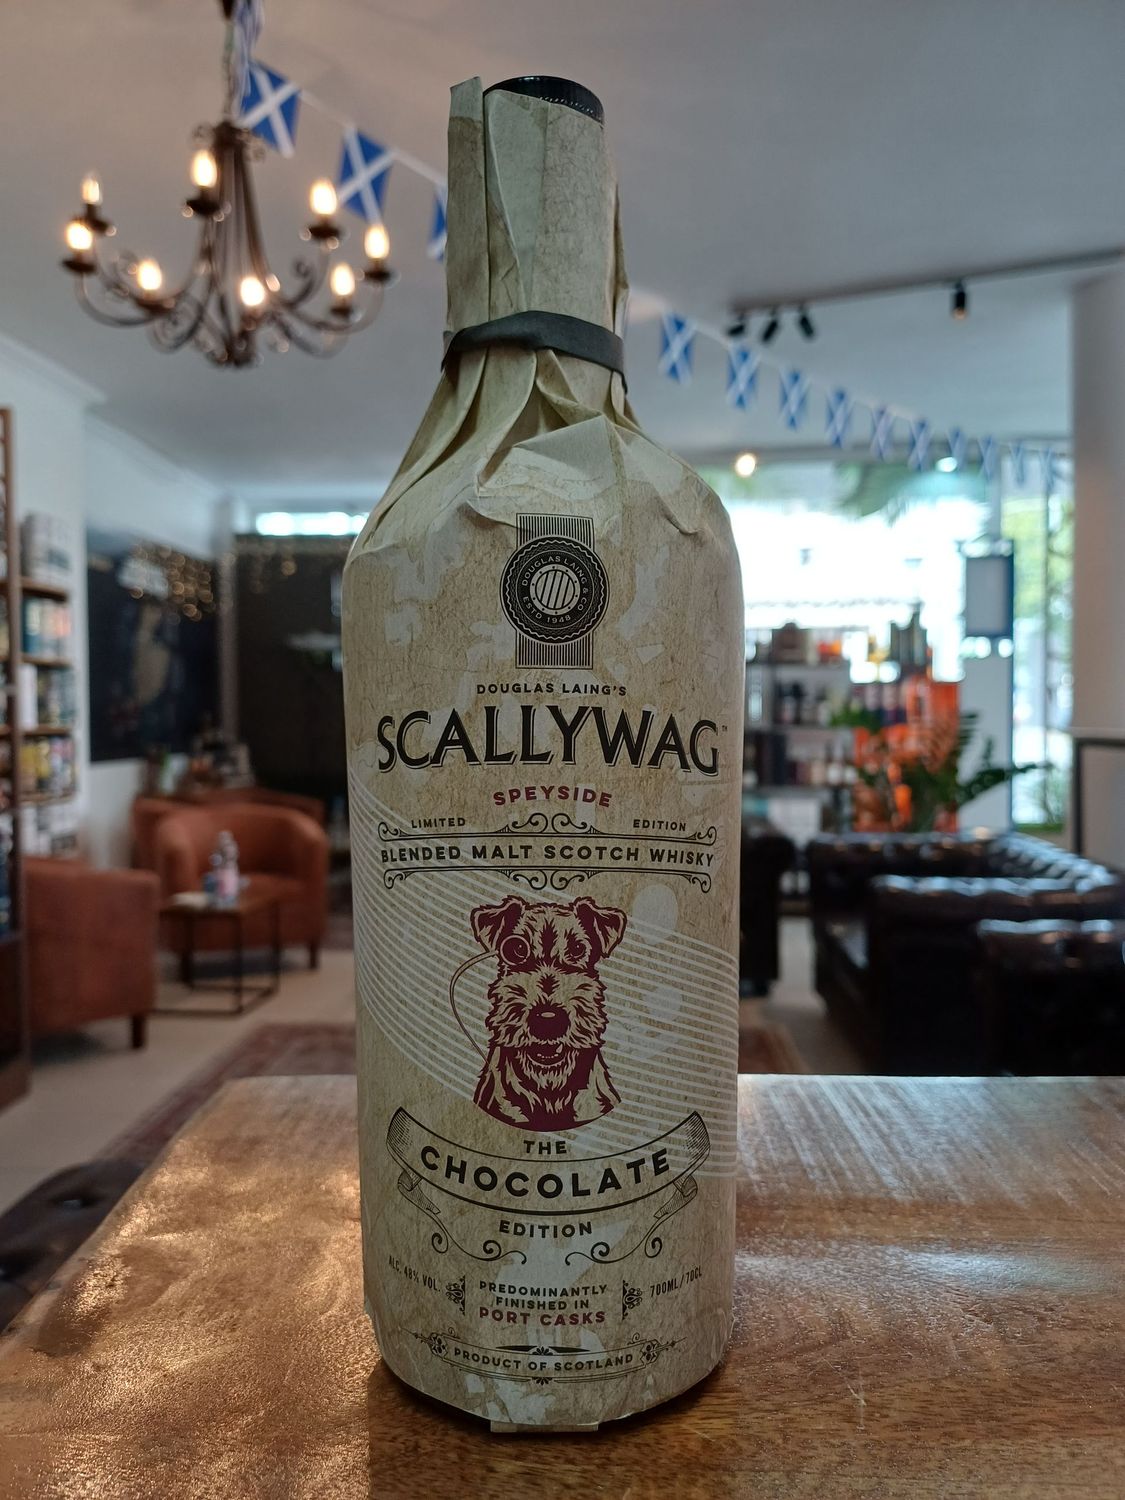 DOUGLAS LAING & CO
ESTD 1948
DOUGLAS LAING'S
SCALLYWAG™
SPEYSIDE
LIMITED EDITION
BLENDED MALT SCOTCH WHISKY
THE
CHOCOLATE
EDITION
ALC. 48% VOL.
PREDOMINANTLY
FINISHED IN
PORT CASKS
700ML/70CL
PRODUCT OF SCOTLAND